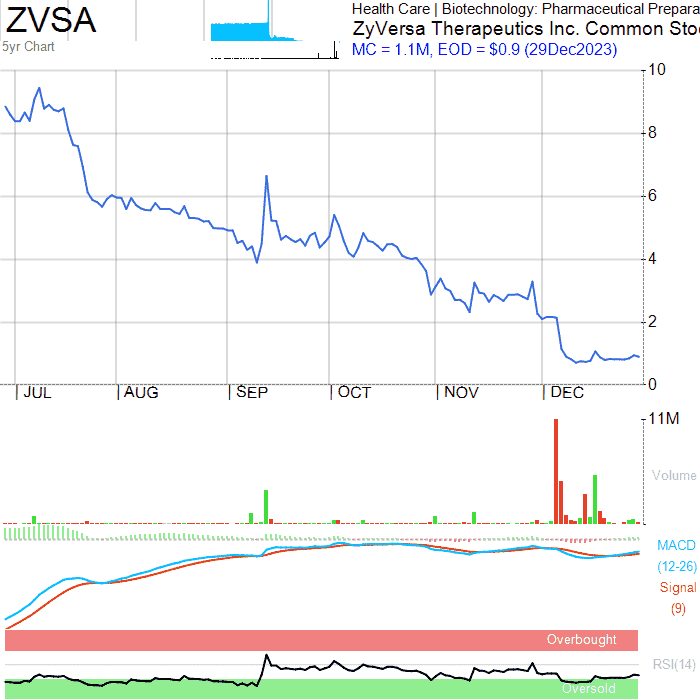 ZVSA
5yr Chart
Health Care | Biotechnology: Pharmaceutical Prepara
ZyVersa Therapeutics Inc. Common Sto
MC = 1.1M, EOD = $0.9 (29Dec2023)
10
8
6
4
2
0
JUL AUG SEP OCT NOV DEC
11M
Volume
MACD
(12-26)
Signal
(9)
Overbought
RSI(14)
Oversold